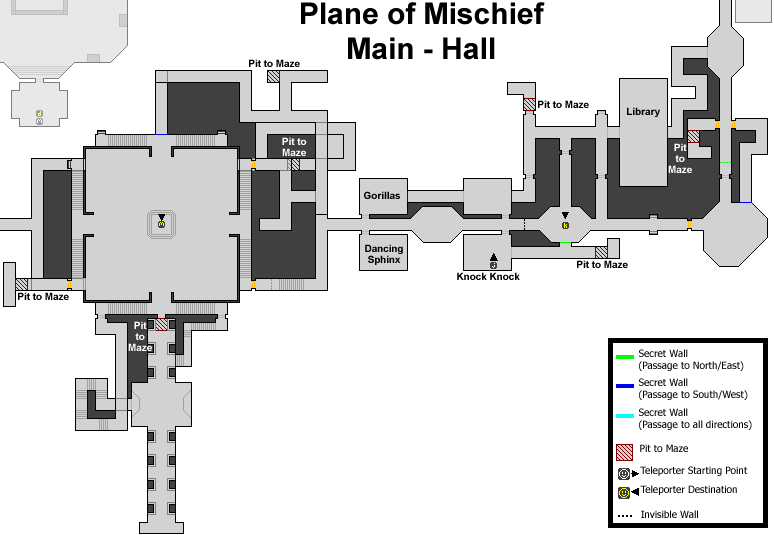 Plane of Mischief
Main - Hall
Pit to Maze
Pit to Maze
Library
Pit to
Maze
Pit
to
Maze
Gorillas
Dancing
Sphinx
Knock Knock
Pit to Maze
Pit to Maze
Pit
to
Maze
Secret Wall
(Passage to North/East)
Secret Wall
(Passage to South/West)
Secret Wall
(Passage to all directions)
Pit to Maze
Teleporter Starting Point
Teleporter Destination
Invisible Wall